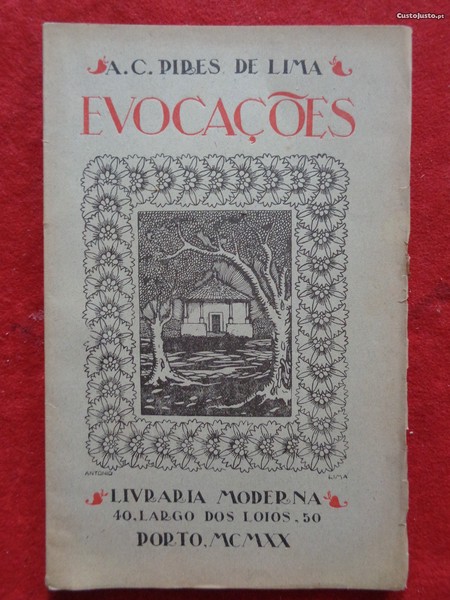 CustoJusto.pt
A. C. PIRES DE LIMA
EVOCAÇÕES
ANTONIO LIMA
LIVRARIA MODERNA
40, LARGO DOS LOIOS, 50
PORTO, MCMXX